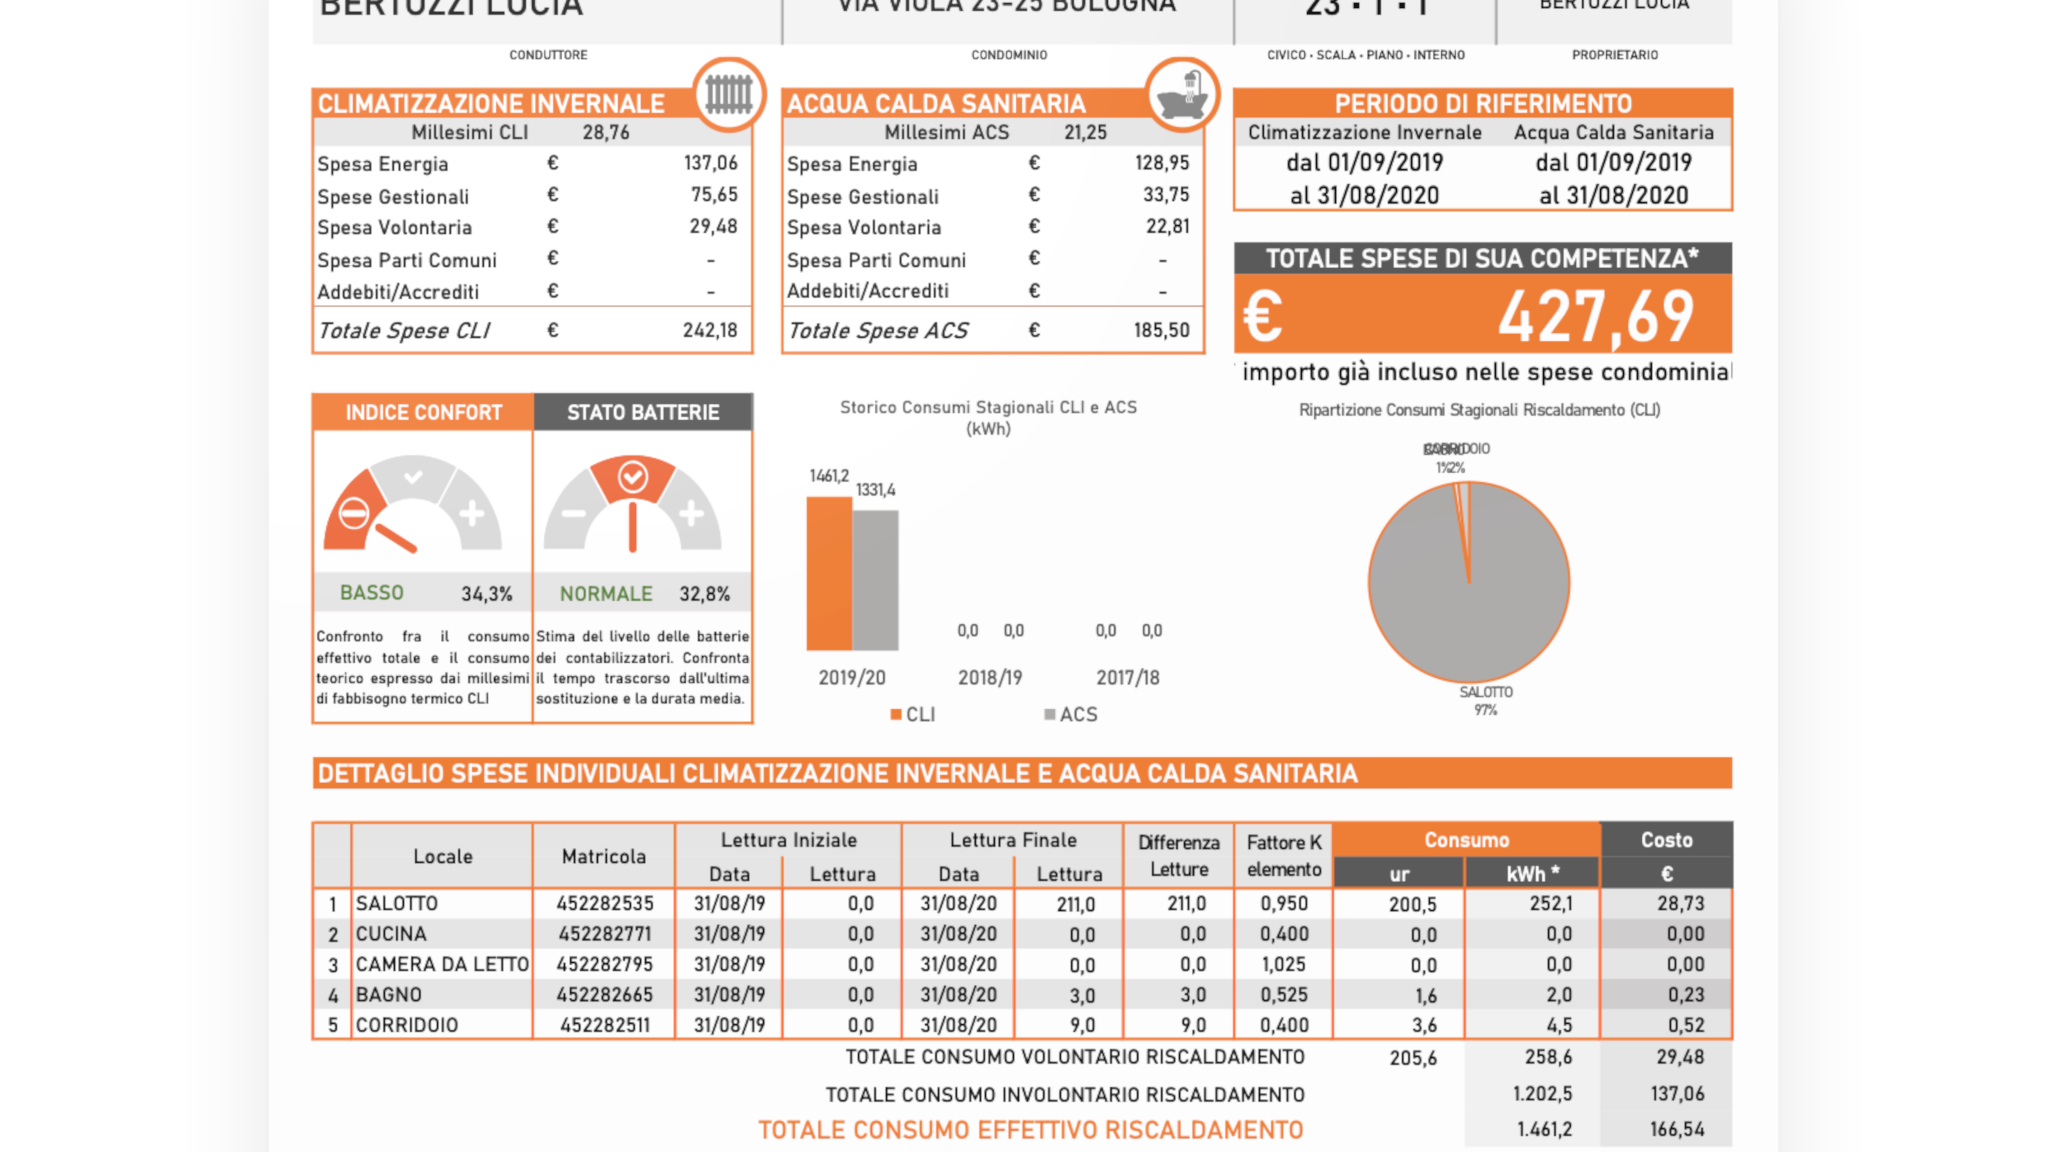 BERTUZZI LUCIA
VIA VIOLA 23-25 BOLOGNA
23 · 1 · 1
BERTUZZI LUCIA
CONDUTTORE
CONDOMINIO
CIVICO · SCALA · PIANO · INTERNO
PROPRIETARIO
CLIMATIZZAZIONE INVERNALE
Millesimi CLI 28,76
Spesa Energia € 137,06
Spese Gestionali € 75,65
Spesa Volontaria € 29,48
Spesa Parti Comuni € -
Addebiti/Accrediti € -
Totale Spese CLI € 242,18
ACQUA CALDA SANITARIA
Millesimi ACS 21,25
Spesa Energia € 128,95
Spese Gestionali € 33,75
Spesa Volontaria € 22,81
Spesa Parti Comuni € -
Addebiti/Accrediti € -
Totale Spese ACS € 185,50
PERIODO DI RIFERIMENTO
Climatizzazione Invernale Acqua Calda Sanitaria
dal 01/09/2019 dal 01/09/2019
al 31/08/2020 al 31/08/2020
TOTALE SPESE DI SUA COMPETENZA*
€ 427,69
importo già incluso nelle spese condominial
INDICE CONFORT
BASSO 34,3%
Confronto fra il consumo
effettivo totale e il consumo
teorico espresso dai millesimi
di fabbisogno termico CLI
STATO BATTERIE
NORMALE 32,8%
Stima del livello delle batterie
dei contabilizzatori. Confronta
il tempo trascorso dall'ultima
sostituzione e la durata media.
Storico Consumi Stagionali CLI e ACS
(kWh)
1461,2
1331,4
0,0 0,0 0,0 0,0
2019/20 2018/19 2017/18
CLI ACS
Ripartizione Consumi Stagionali Riscaldamento (CLI)
BAGNO CORRIDOIO
1% 2%
SALOTTO
97%
DETTAGLIO SPESE INDIVIDUALI CLIMATIZZAZIONE INVERNALE E ACQUA CALDA SANITARIA
Locale Matricola Lettura Iniziale Lettura Finale Differenza Letture Fattore K elemento Consumo Costo
Data Lettura Data Lettura ur kWh * €
1 SALOTTO 452282535 31/08/19 0,0 31/08/20 211,0 211,0 0,950 200,5 252,1 28,73
2 CUCINA 452282771 31/08/19 0,0 31/08/20 0,0 0,0 0,400 0,0 0,0 0,00
3 CAMERA DA LETTO 452282795 31/08/19 0,0 31/08/20 0,0 0,0 1,025 0,0 0,0 0,00
4 BAGNO 452282665 31/08/19 0,0 31/08/20 3,0 3,0 0,525 1,6 2,0 0,23
5 CORRIDOIO 452282511 31/08/19 0,0 31/08/20 9,0 9,0 0,400 3,6 4,5 0,52
TOTALE CONSUMO VOLONTARIO RISCALDAMENTO 205,6 258,6 29,48
TOTALE CONSUMO INVOLONTARIO RISCALDAMENTO 1.202,5 137,06
TOTALE CONSUMO EFFETTIVO RISCALDAMENTO 1.461,2 166,54